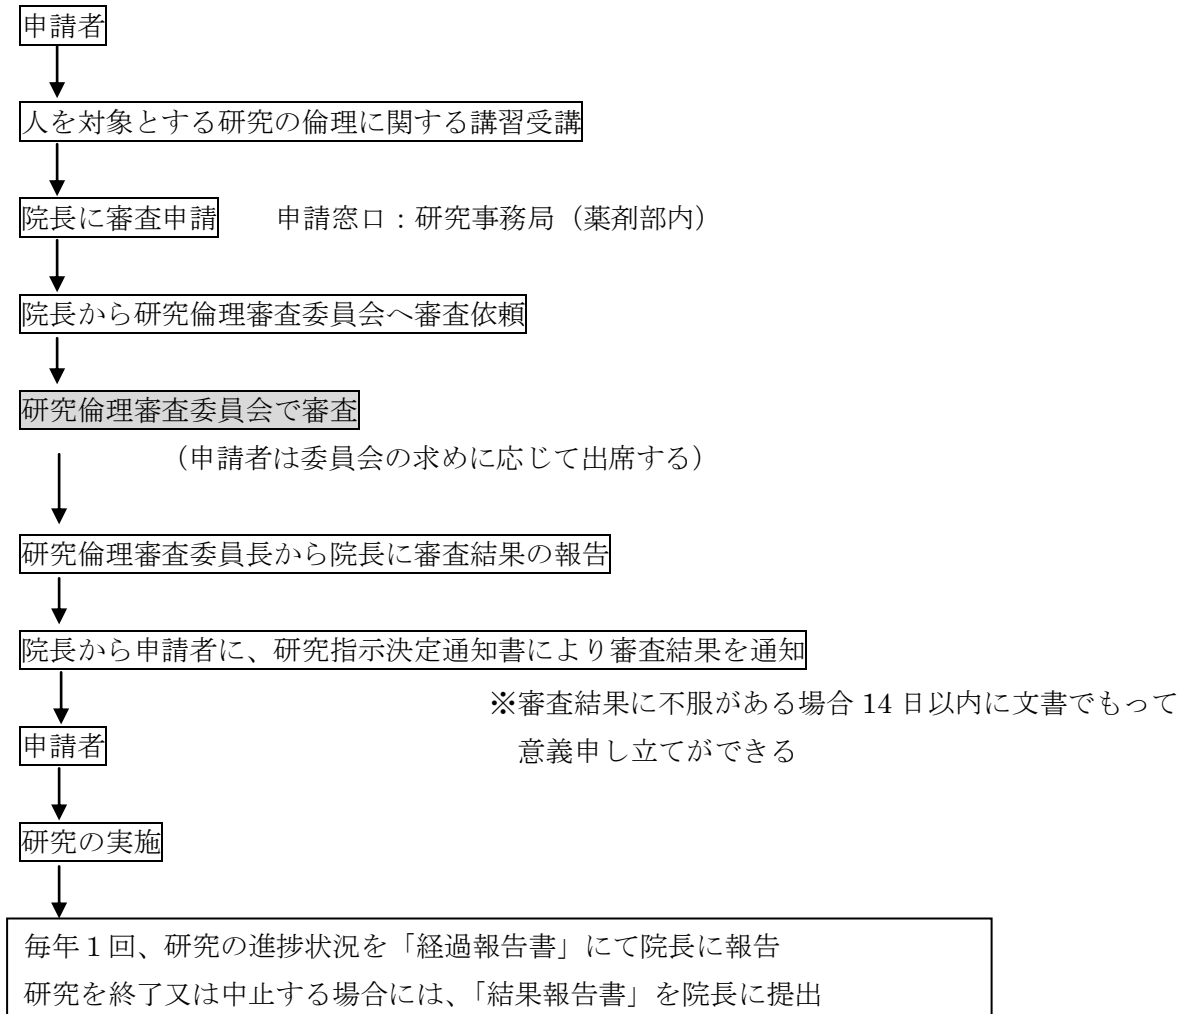 申請者
人を対象とする研究の倫理に関する講習受講
院長に審査申請　　申請窓口：研究事務局（薬剤部内）
院長から研究倫理審査委員会へ審査依頼
研究倫理審査委員会で審査
（申請者は委員会の求めに応じて出席する）
研究倫理審査委員長から院長に審査結果の報告
院長から申請者に、研究指示決定通知書により審査結果を通知
※審査結果に不服がある場合 14 日以内に文書でもって
意義申し立てができる
申請者
研究の実施
毎年１回、研究の進捗状況を「経過報告書」にて院長に報告
研究を終了又は中止する場合には、「結果報告書」を院長に提出